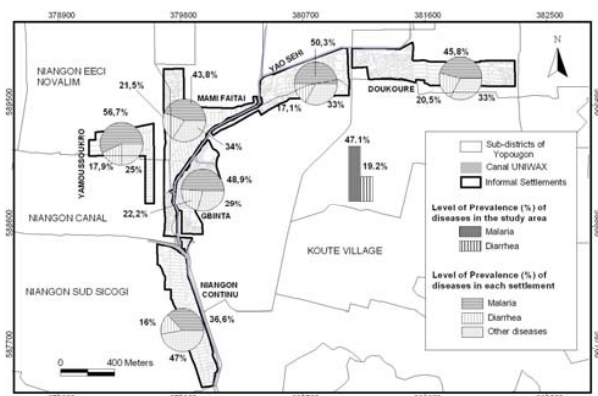 378900 379800 380700 381600 382500
50,3%
45,8%
N
NIANGON EECI
NOVALIM
43,8%
YAO SEHI
21,5%
MAMI FAITAI
DOUKOURE
589500
56,7%
17,1%
33%
20,5%
33%
YAMOUSSOUKRO
34%
47.1%
17,9%
25%
19.2%
48,9%
22,2%
29%
GBINTA
588600
NIANGON CANAL
KOUTE VILLAGE
NIANGON SUD SICOGI
NIANGON
CONTINU
36,6%
16%
47%
587700
0 400 Meters
Sub-districts of
Yopougon
Canal UNIWAX
Informal Settlements
Level of Prevalence (%) of
diseases in the study area
Malaria
Diarrhea
Level of Prevalence (%) of
diseases in each settlement
Malaria
Diarrhea
Other diseases